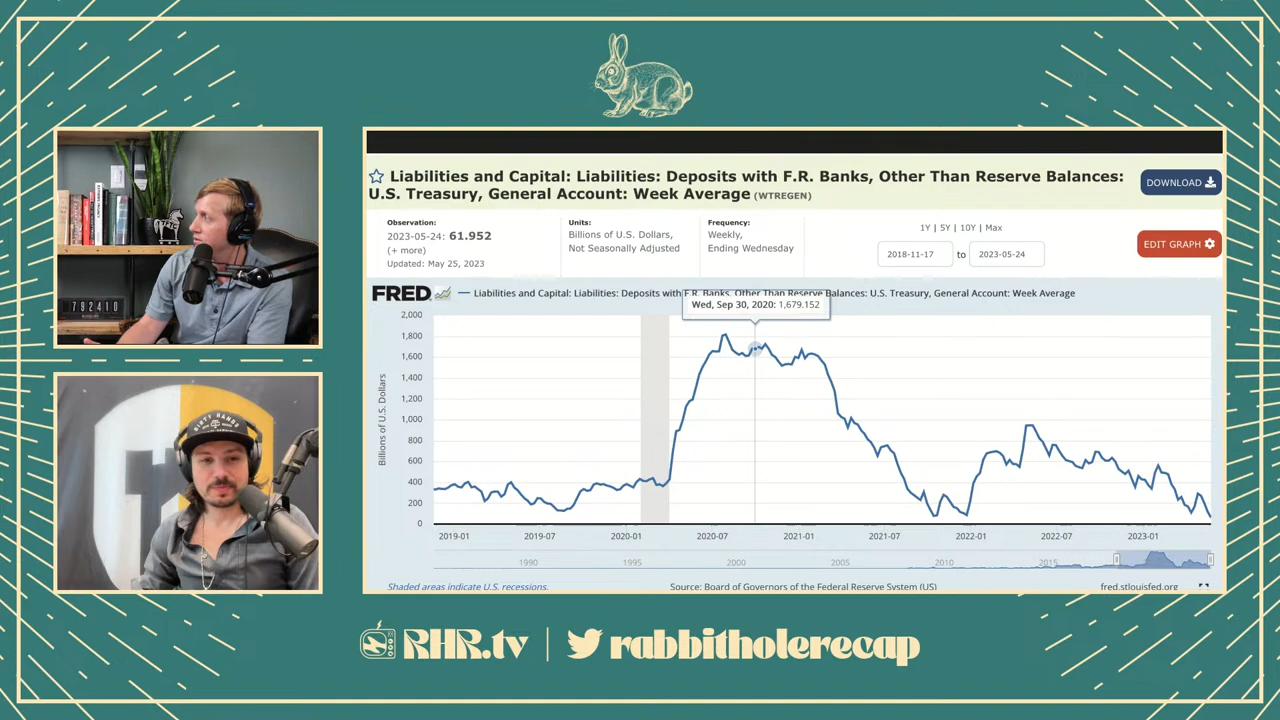 Liabilities and Capital: Liabilities: Deposits with F.R. Banks, Other Than Reserve Balances:
U.S. Treasury, General Account: Week Average (WTREGEN)
DOWNLOAD
Observation:
2023-05-24: 61.952
(+ more)
Updated: May 25, 2023
Units:
Billions of U.S. Dollars,
Not Seasonally Adjusted
Frequency:
Weekly,
Ending Wednesday
1Y | 5Y | 10Y | Max
2018-11-17 to 2023-05-24
EDIT GRAPH
FRED
Liabilities and Capital: Liabilities: Deposits with F.R. Banks, Other Than Reserve Balances: U.S. Treasury, General Account: Week Average
Wed, Sep 30, 2020: 1,679.152
Billions of U.S. Dollars
2,000
1,800
1,600
1,400
1,200
1,000
800
600
400
200
0
2019-01 2019-07 2020-01 2020-07 2021-01 2021-07 2022-01 2022-07 2023-01
1990 1995 2000 2005 2010 2015
Shaded areas indicate U.S. recessions.
Source: Board of Governors of the Federal Reserve System (US)
fred.stlouisfed.org
792410
DIRTY HANDS
RHR.tv | rabbitholerecap